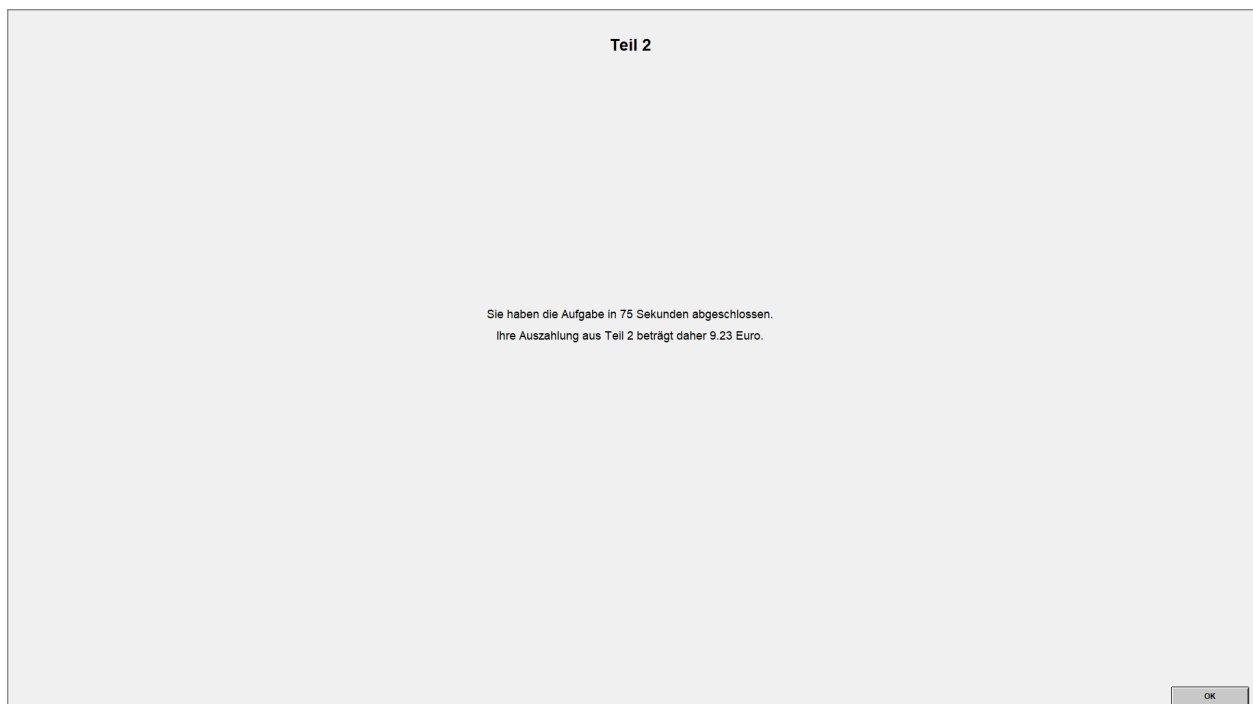 Teil 2
Sie haben die Aufgabe in 75 Sekunden abgeschlossen.
Ihre Auszahlung aus Teil 2 beträgt daher 9.23 Euro.
OK